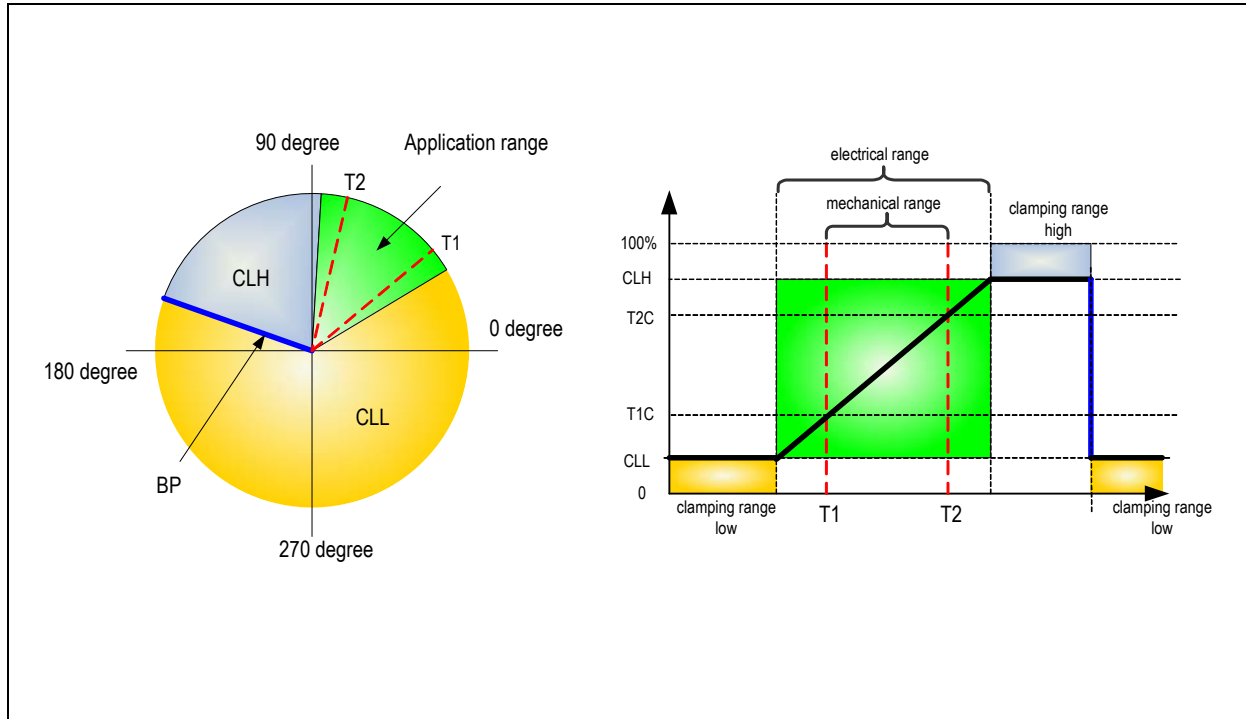 90 degree
Application range
T2
T1
CLH
0 degree
180 degree
CLL
BP
270 degree
electrical range
mechanical range
clamping range
high
100%
CLH
T2C
T1C
CLL
0
clamping range
low
T1
T2
clamping range
low